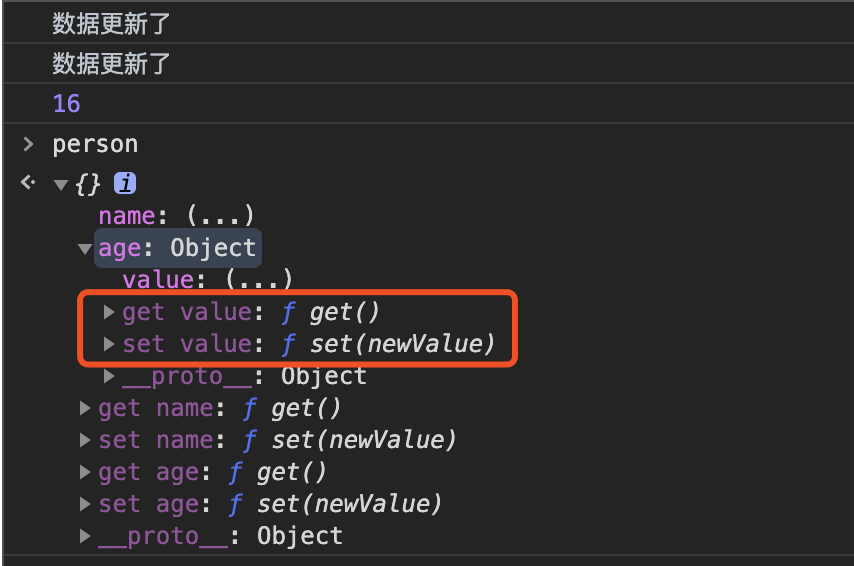 数据更新了
数据更新了
16
> person
{} i
name: (...)
age: Object
value: (...)
get value: ƒ get()
set value: ƒ set(newValue)
__proto__: Object
get name: ƒ get()
set name: ƒ set(newValue)
get age: ƒ get()
set age: ƒ set(newValue)
__proto__: Object